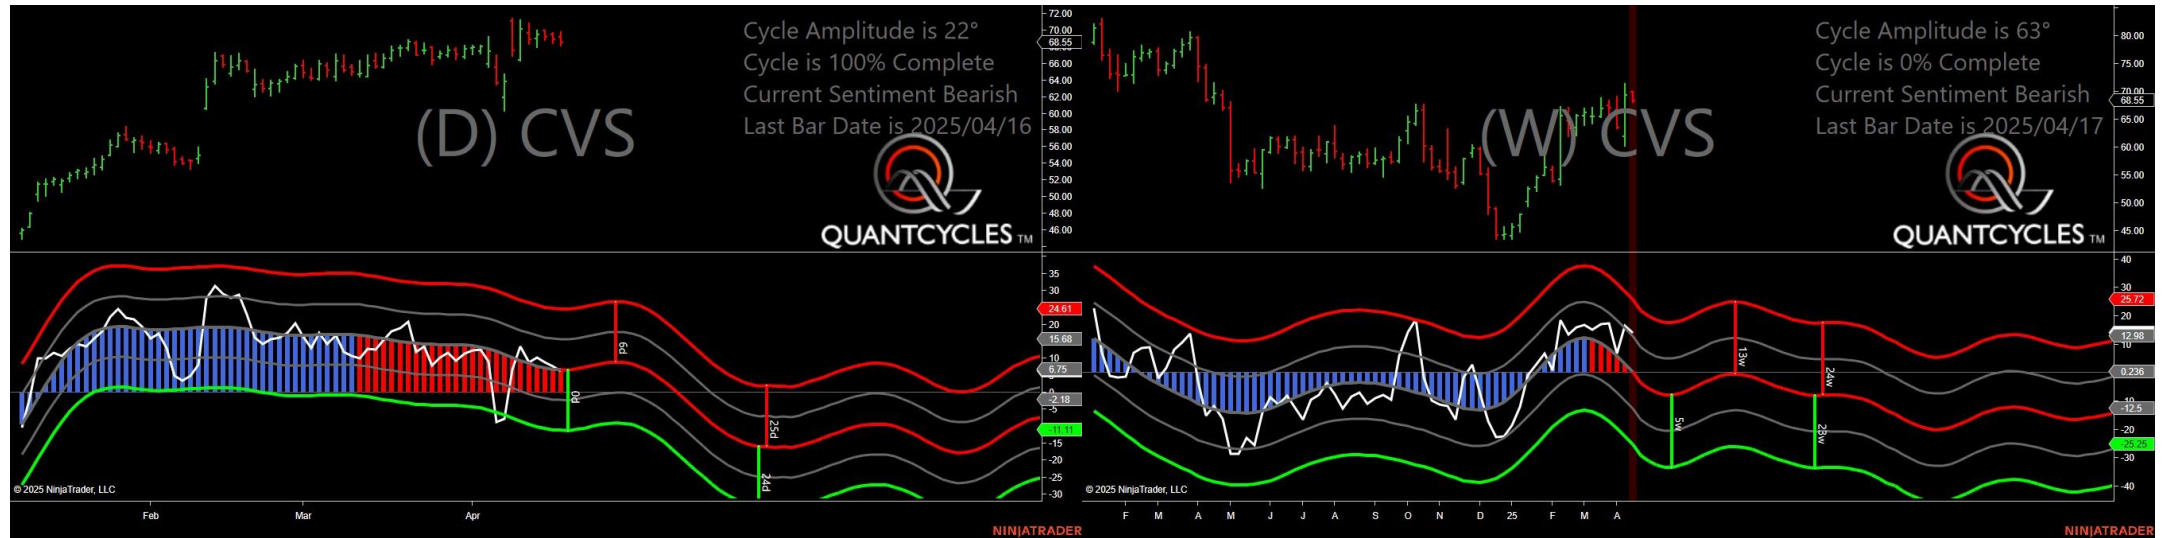 Cycle Amplitude is 22°
Cycle is 100% Complete
Current Sentiment Bearish
Last Bar Date is 2025/04/16
(D) CVS
QUANTCYCLES TM
72.00
68.55
66.00
64.00
62.00
60.00
58.00
56.00
54.00
52.00
50.00
48.00
46.00
35
24.61
20
15.68
10
6.75
-2.18
-5
-11.11
-15
-20
-25
-30
6d
0d
25d
24d
© 2025 NinjaTrader, LLC
Feb Mar Apr
NINJATRADER
Cycle Amplitude is 63°
Cycle is 0% Complete
Current Sentiment Bearish
Last Bar Date is 2025/04/17
(W) CVS
QUANTCYCLES TM
80.00
75.00
70.00
68.55
65.00
60.00
55.00
50.00
45.00
40
30
25.72
20
12.98
10
0.236
-12.5
-20
-25.25
-30
-40
13w
24w
5w
23w
© 2025 NinjaTrader, LLC
F M A M J J A S O N D 25 F M A
NINJATRADER